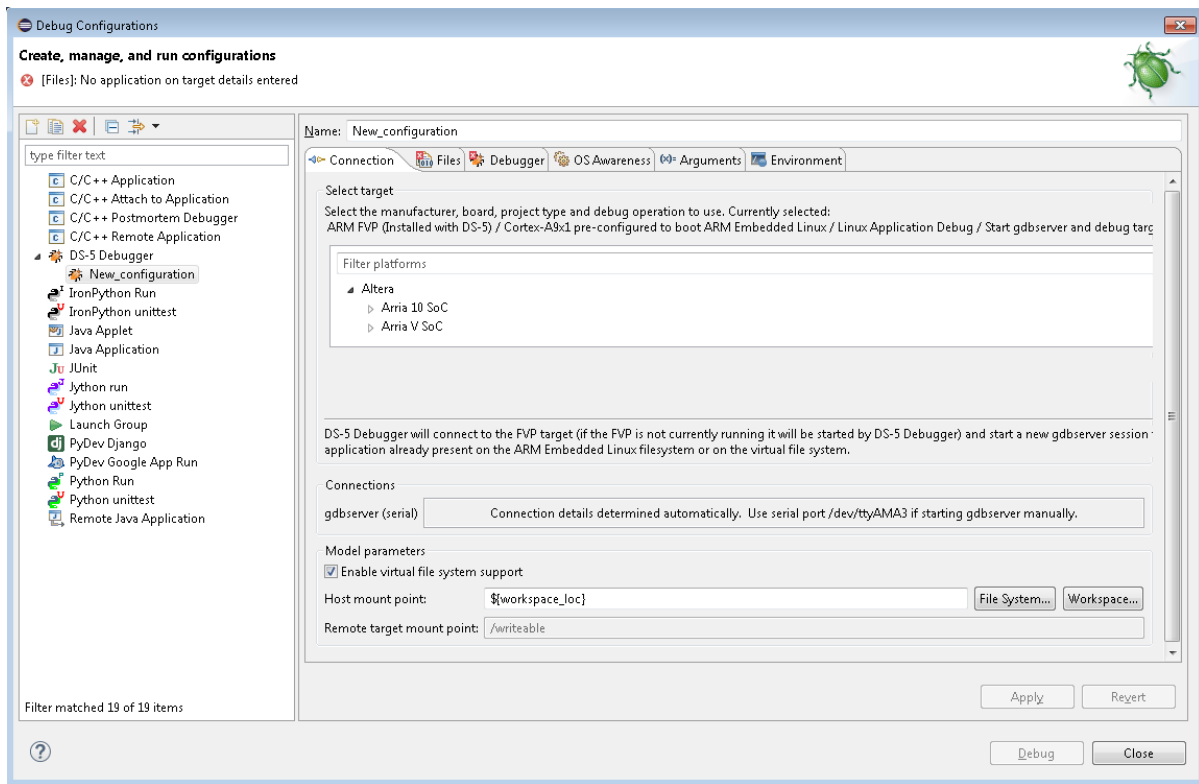 Debug Configurations
Create, manage, and run configurations
[Files]: No application on target details entered
type filter text
C/C++ Application
C/C++ Attach to Application
C/C++ Postmortem Debugger
C/C++ Remote Application
DS-5 Debugger
New_configuration
IronPython Run
IronPython unittest
Java Applet
Java Application
Ju JUnit
Jython run
Jython unittest
Launch Group
dj PyDev Django
PyDev Google App Run
Python Run
Python unittest
Remote Java Application
Filter matched 19 of 19 items
Name: New_configuration
Connection Files Debugger OS Awareness (x)= Arguments Environment
Select target
Select the manufacturer, board, project type and debug operation to use. Currently selected:
ARM FVP (Installed with DS-5) / Cortex-A9x1 pre-configured to boot ARM Embedded Linux / Linux Application Debug / Start gdbserver and debug targ
Filter platforms
Altera
Arria 10 SoC
Arria V SoC
DS-5 Debugger will connect to the FVP target (if the FVP is not currently running it will be started by DS-5 Debugger) and start a new gdbserver session
application already present on the ARM Embedded Linux filesystem or on the virtual file system.
Connections
gdbserver (serial) Connection details determined automatically. Use serial port /dev/ttyAMA3 if starting gdbserver manually.
Model parameters
Enable virtual file system support
Host mount point: ${workspace_loc} File System... Workspace...
Remote target mount point: /writeable
Apply Revert
? Debug Close